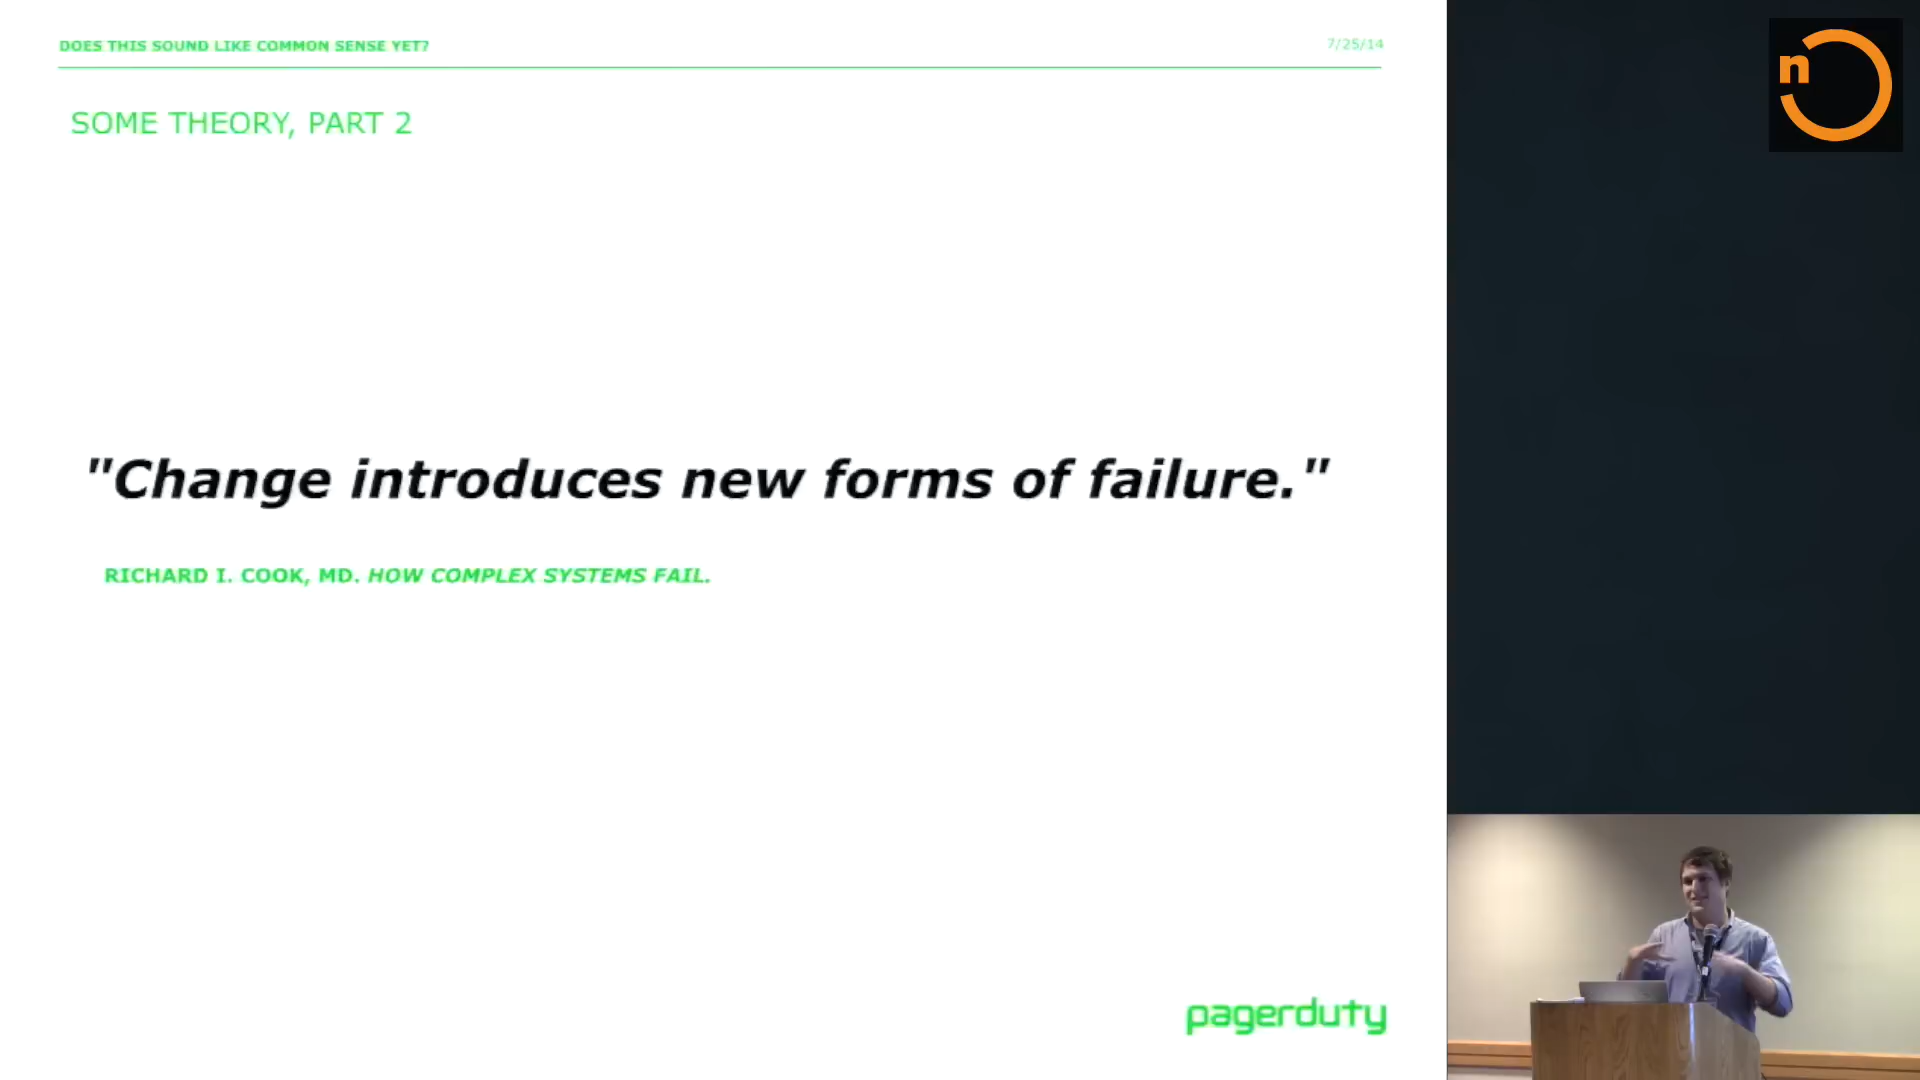 DOES THIS SOUND LIKE COMMON SENSE YET?
7/25/14
SOME THEORY, PART 2
"Change introduces new forms of failure."
RICHARD I. COOK, MD. HOW COMPLEX SYSTEMS FAIL.
pagerduty
n